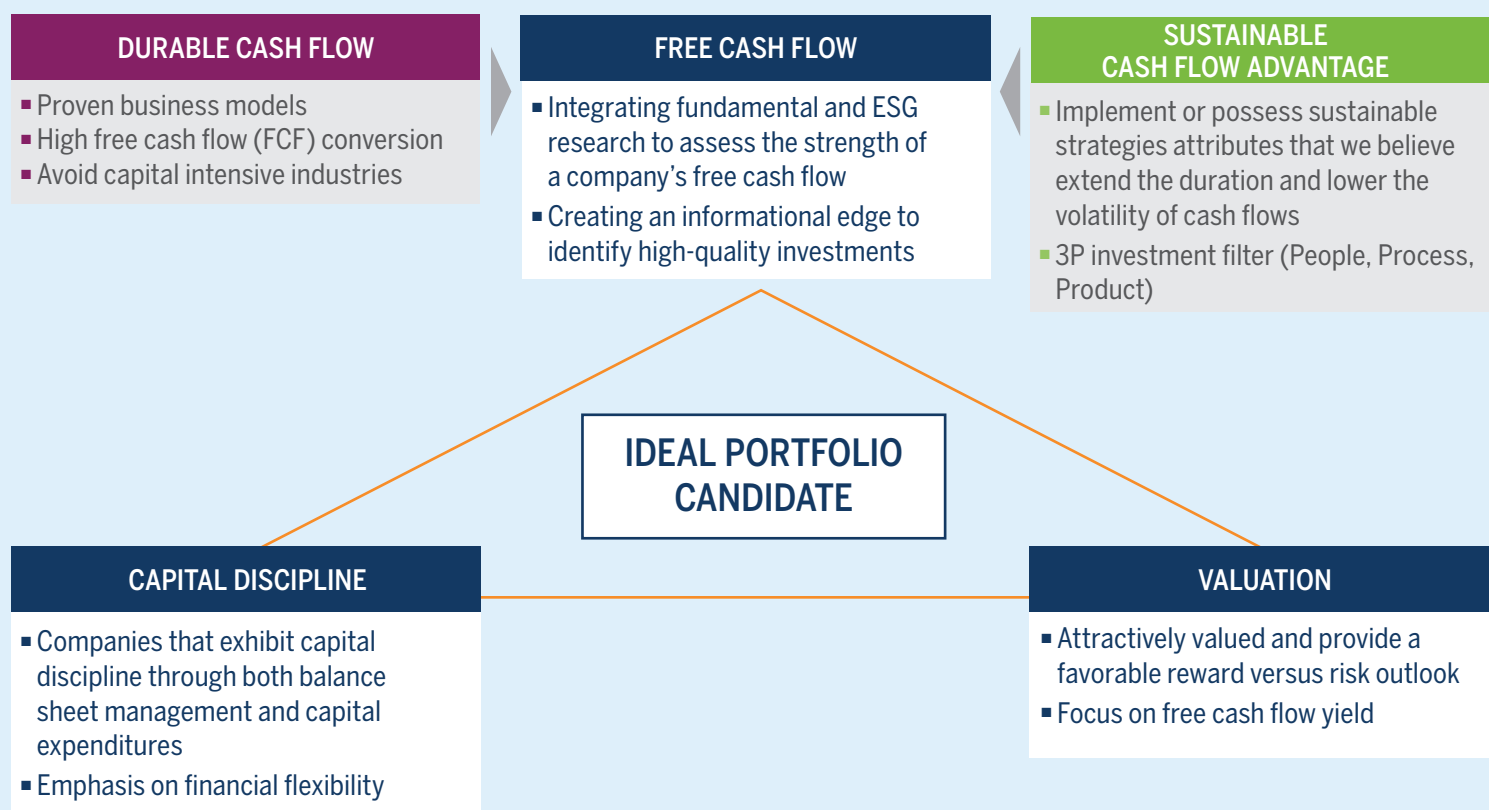 DURABLE CASH FLOW
▪ Proven business models
▪ High free cash flow (FCF) conversion
▪ Avoid capital intensive industries
FREE CASH FLOW
▪ Integrating fundamental and ESG
research to assess the strength of
a company’s free cash flow
▪ Creating an informational edge to
identify high-quality investments
SUSTAINABLE
CASH FLOW ADVANTAGE
▪ Implement or possess sustainable
strategies attributes that we believe
extend the duration and lower the
volatility of cash flows
▪ 3P investment filter (People, Process,
Product)
IDEAL PORTFOLIO
CANDIDATE
CAPITAL DISCIPLINE
▪ Companies that exhibit capital
discipline through both balance
sheet management and capital
expenditures
▪ Emphasis on financial flexibility
VALUATION
▪ Attractively valued and provide a
favorable reward versus risk outlook
▪ Focus on free cash flow yield